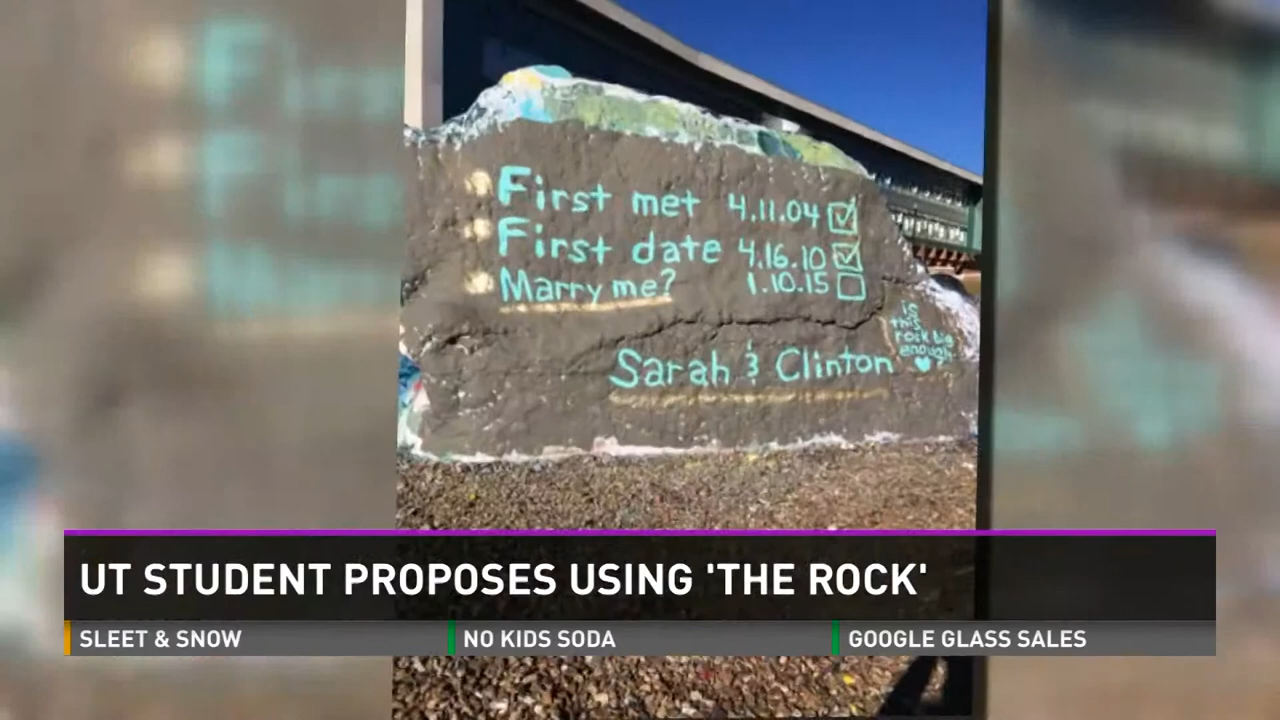 First met 4.11.04
First date 4.16.10
Marry me? 1.10.15
is
this
rock big
enough?
Sarah & Clinton
UT STUDENT PROPOSES USING 'THE ROCK'
SLEET & SNOW
NO KIDS SODA
GOOGLE GLASS SALES